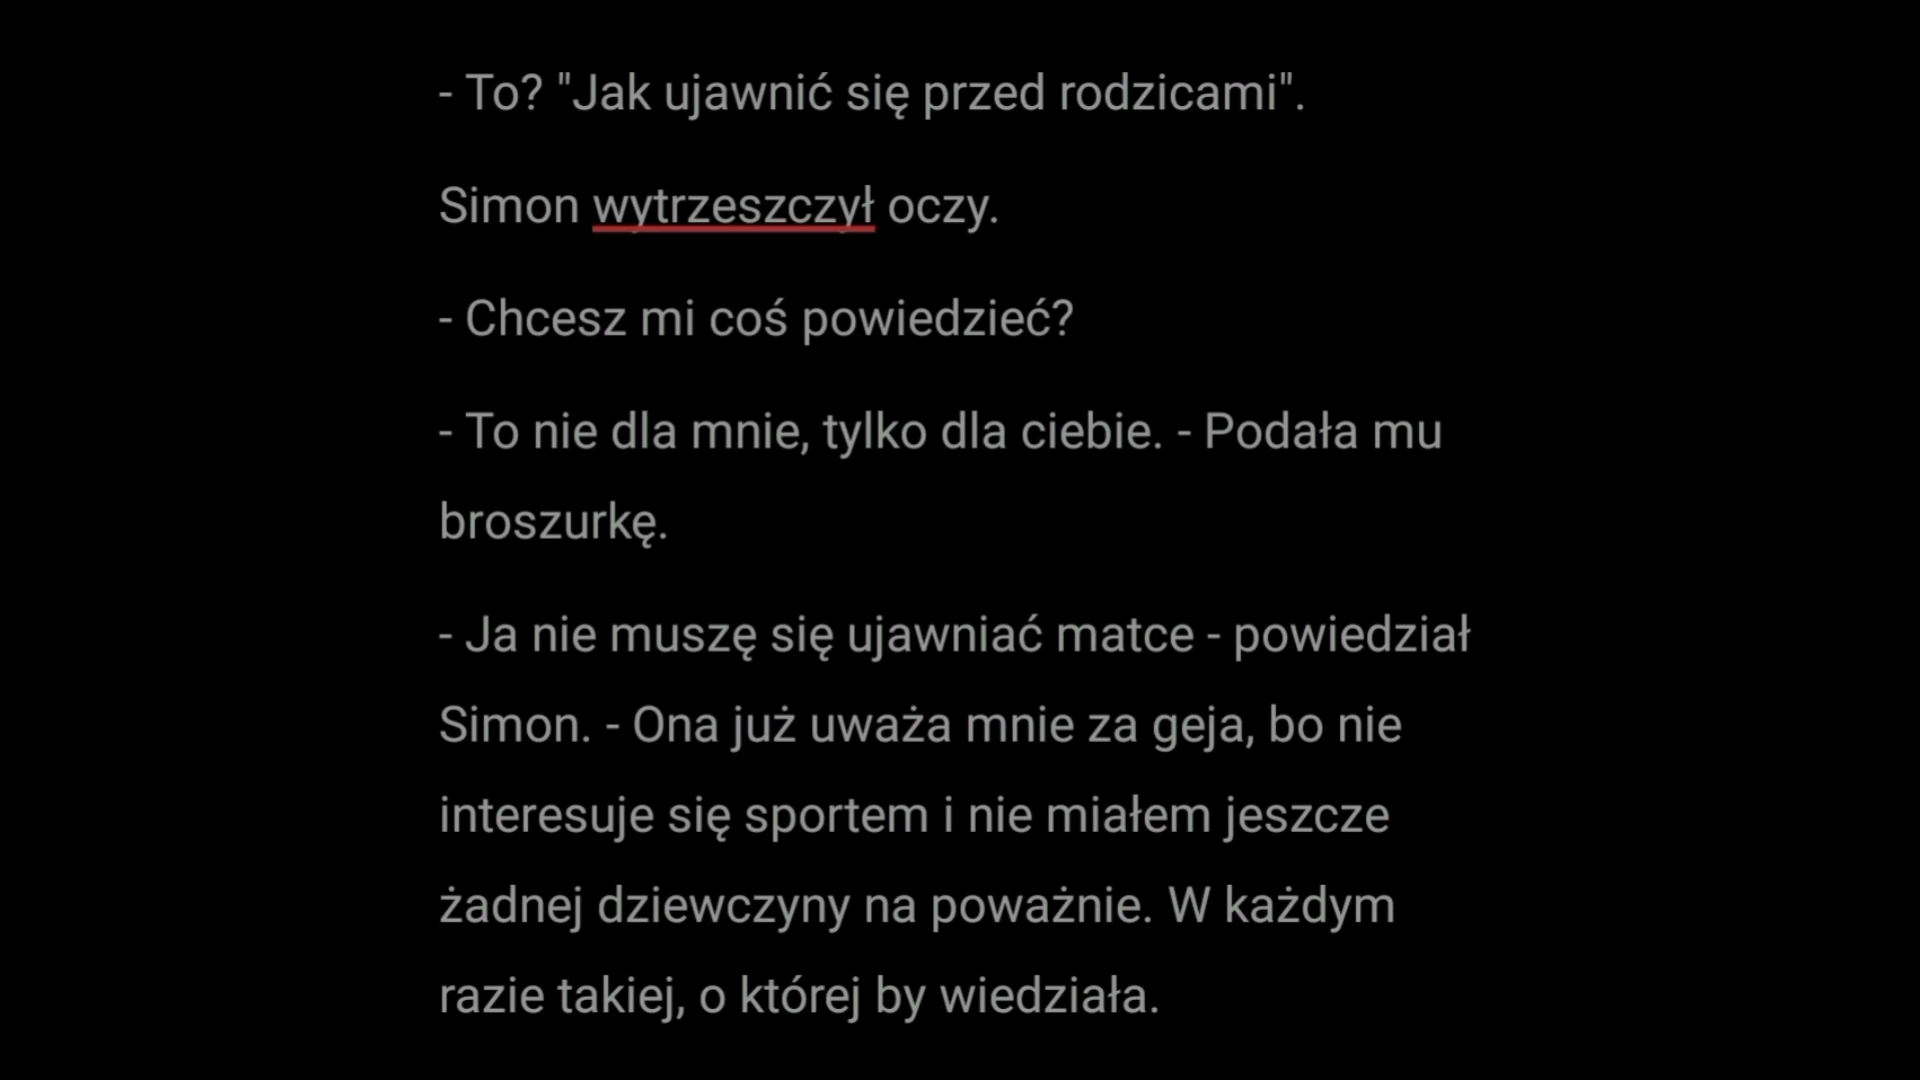 - To? "Jak ujawnić się przed rodzicami".
Simon wytrzeszczył oczy.
- Chcesz mi coś powiedzieć?
- To nie dla mnie, tylko dla ciebie. - Podała mu
broszurkę.
- Ja nie muszę się ujawniać matce - powiedział
Simon. - Ona już uważa mnie za geja, bo nie
interesuje się sportem i nie miałem jeszcze
żadnej dziewczyny na poważnie. W każdym
razie takiej, o której by wiedziała.